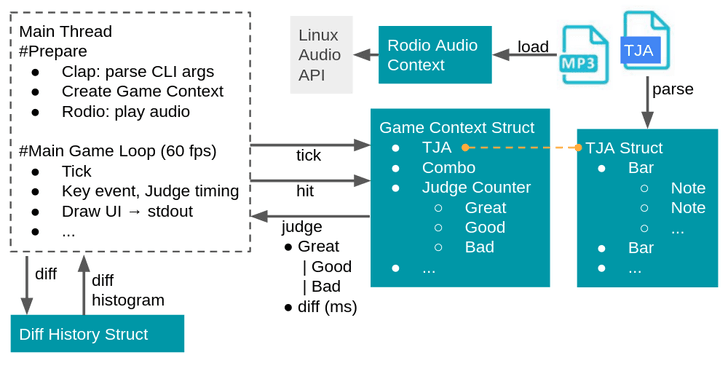 Main Thread
#Prepare
● Clap: parse CLI args
● Create Game Context
● Rodio: play audio
#Main Game Loop (60 fps)
● Tick
● Key event, Judge timing
● Draw UI → stdout
● ...
Linux
Audio
API
Rodio Audio
Context
load
MP3
TJA
parse
tick
hit
judge
● Great
| Good
| Bad
● diff (ms)
Game Context Struct
● TJA
● Combo
● Judge Counter
○ Great
○ Good
○ Bad
● ...
TJA Struct
● Bar
○ Note
○ Note
○ ...
● Bar
● ...
diff
diff
histogram
Diff History Struct